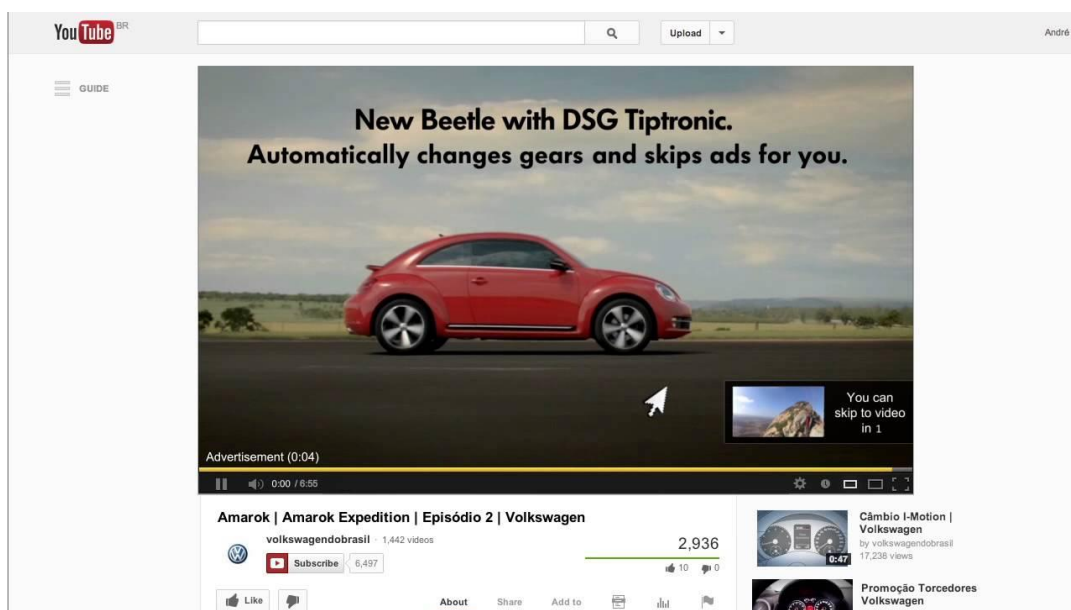 YouTube BR
Upload
André
GUIDE
New Beetle with DSG Tiptronic.
Automatically changes gears and skips ads for you.
You can
skip to video
in 1
Advertisement (0:04)
0:00 / 6:55
Amarok | Amarok Expedition | Episódio 2 | Volkswagen
volkswagendobrasil · 1,442 videos
Subscribe 6,497
2,936
10 0
Like
About Share Add to
0:47
Câmbio I-Motion |
Volkswagen
by volkswagendobrasil
17,238 views
Promoção Torcedores
Volkswagen